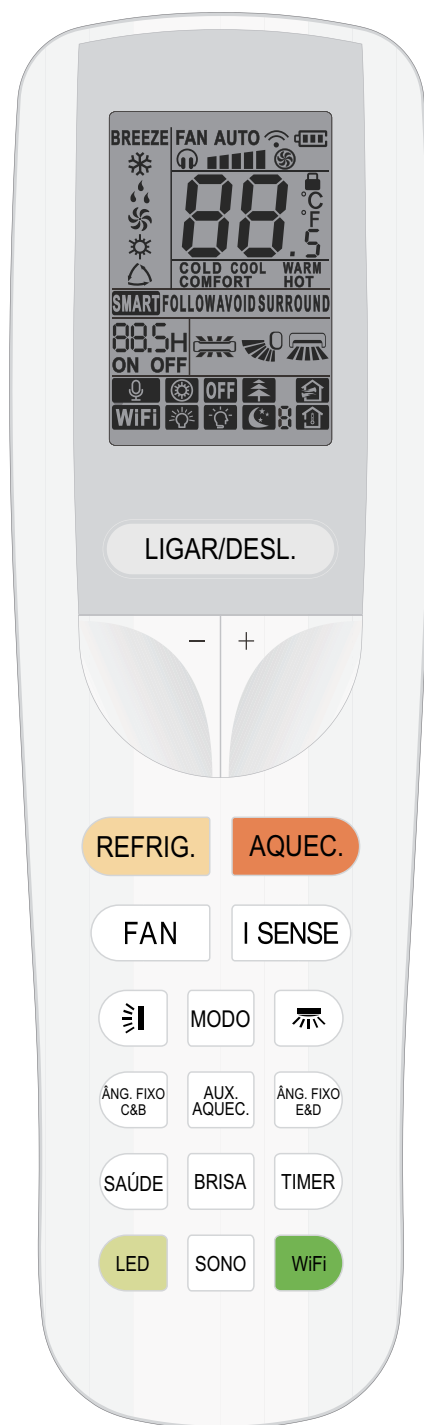 BREEZE FAN AUTO
88.5
°C
°F
COLD COOL WARM
COMFORT HOT
SMART FOLLOW AVOID SURROUND
88.5H
ON OFF
OFF
WiFi 8
LIGAR/DESL.
− +
REFRIG. AQUEC.
FAN I SENSE
MODO
ÂNG. FIXO C&B
AUX. AQUEC.
ÂNG. FIXO E&D
SAÚDE BRISA TIMER
LED SONO WiFi